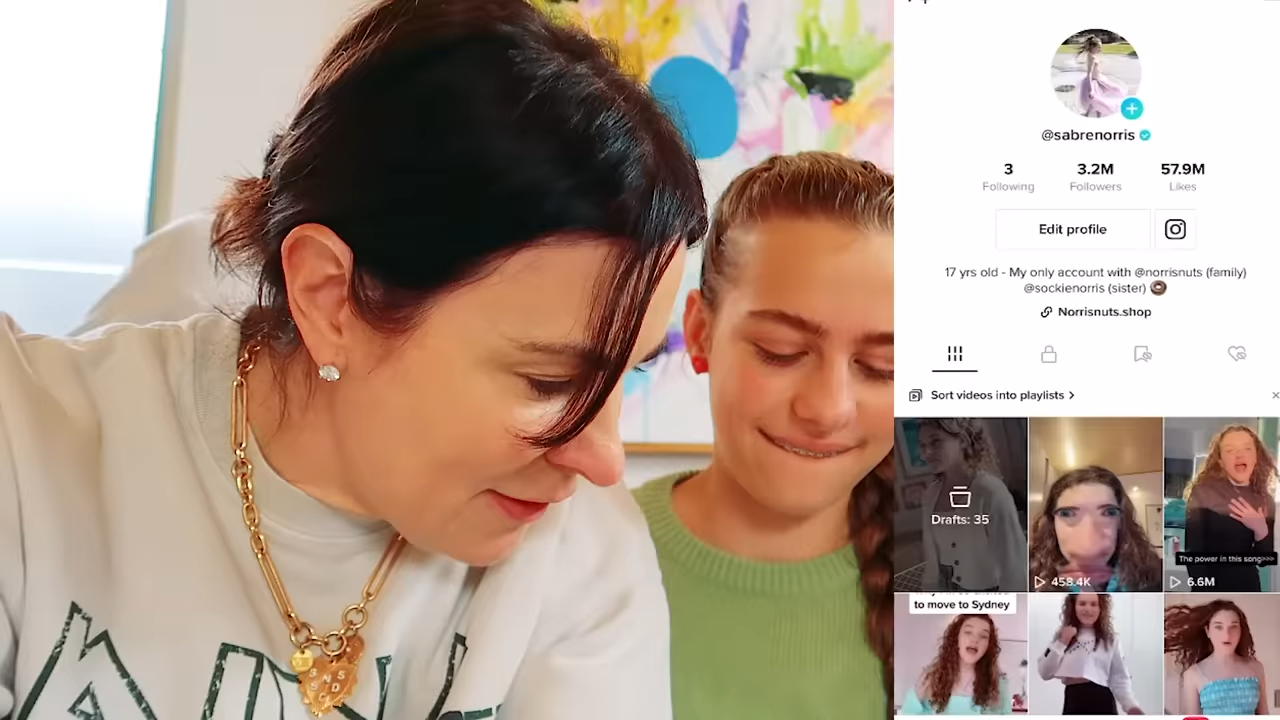 @sabrenorris
3 3.2M 57.9M
Following Followers Likes
Edit profile
17 yrs old - My only account with @norrisnuts (family)
@sockienorris (sister) 🍩
Norrisnuts.shop
Sort videos into playlists
Drafts: 35
458.4K
The power in this song>>>
6.6M
to move to Sydney